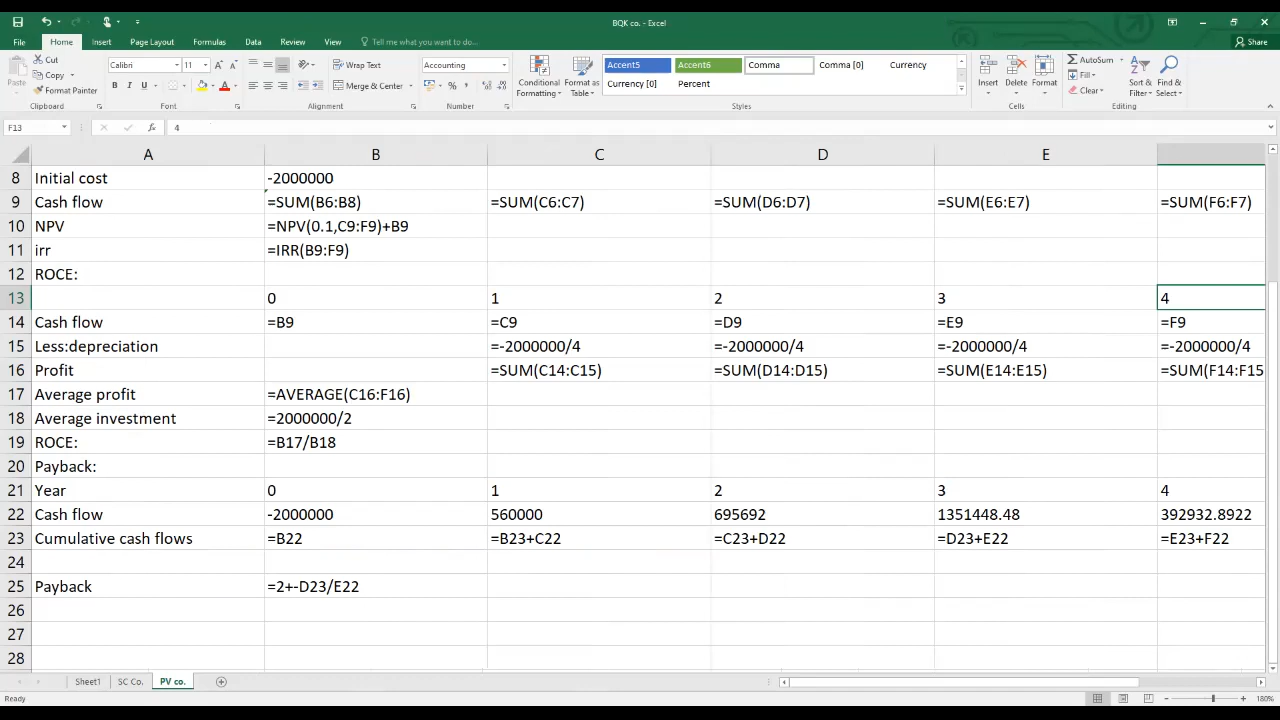 BQK co. - Excel
File Home Insert Page Layout Formulas Data Review View Tell me what you want to do... Share
Paste Cut Copy Format Painter Clipboard
Calibri 11 A A B I U A Font
Wrap Text Merge & Center Alignment
Accounting % , Number
Conditional Formatting Format as Table
Accent5 Accent6 Comma Comma [0] Currency
Currency [0] Percent
Styles
Insert Delete Format Cells
AutoSum Fill Clear Sort & Filter Find & Select Editing
F13 fx 4
A B C D E
8 Initial cost -2000000
9 Cash flow =SUM(B6:B8) =SUM(C6:C7) =SUM(D6:D7) =SUM(E6:E7) =SUM(F6:F7)
10 NPV =NPV(0.1,C9:F9)+B9
11 irr =IRR(B9:F9)
12 ROCE:
13 0 1 2 3 4
14 Cash flow =B9 =C9 =D9 =E9 =F9
15 Less:depreciation =-2000000/4 =-2000000/4 =-2000000/4 =-2000000/4
16 Profit =SUM(C14:C15) =SUM(D14:D15) =SUM(E14:E15) =SUM(F14:F15
17 Average profit =AVERAGE(C16:F16)
18 Average investment =2000000/2
19 ROCE: =B17/B18
20 Payback:
21 Year 0 1 2 3 4
22 Cash flow -2000000 560000 695692 1351448.48 392932.8922
23 Cumulative cash flows =B22 =B23+C22 =C23+D22 =D23+E22 =E23+F22
24
25 Payback =2+-D23/E22
26
27
28
Sheet1 SC Co. PV co.
Ready 180%